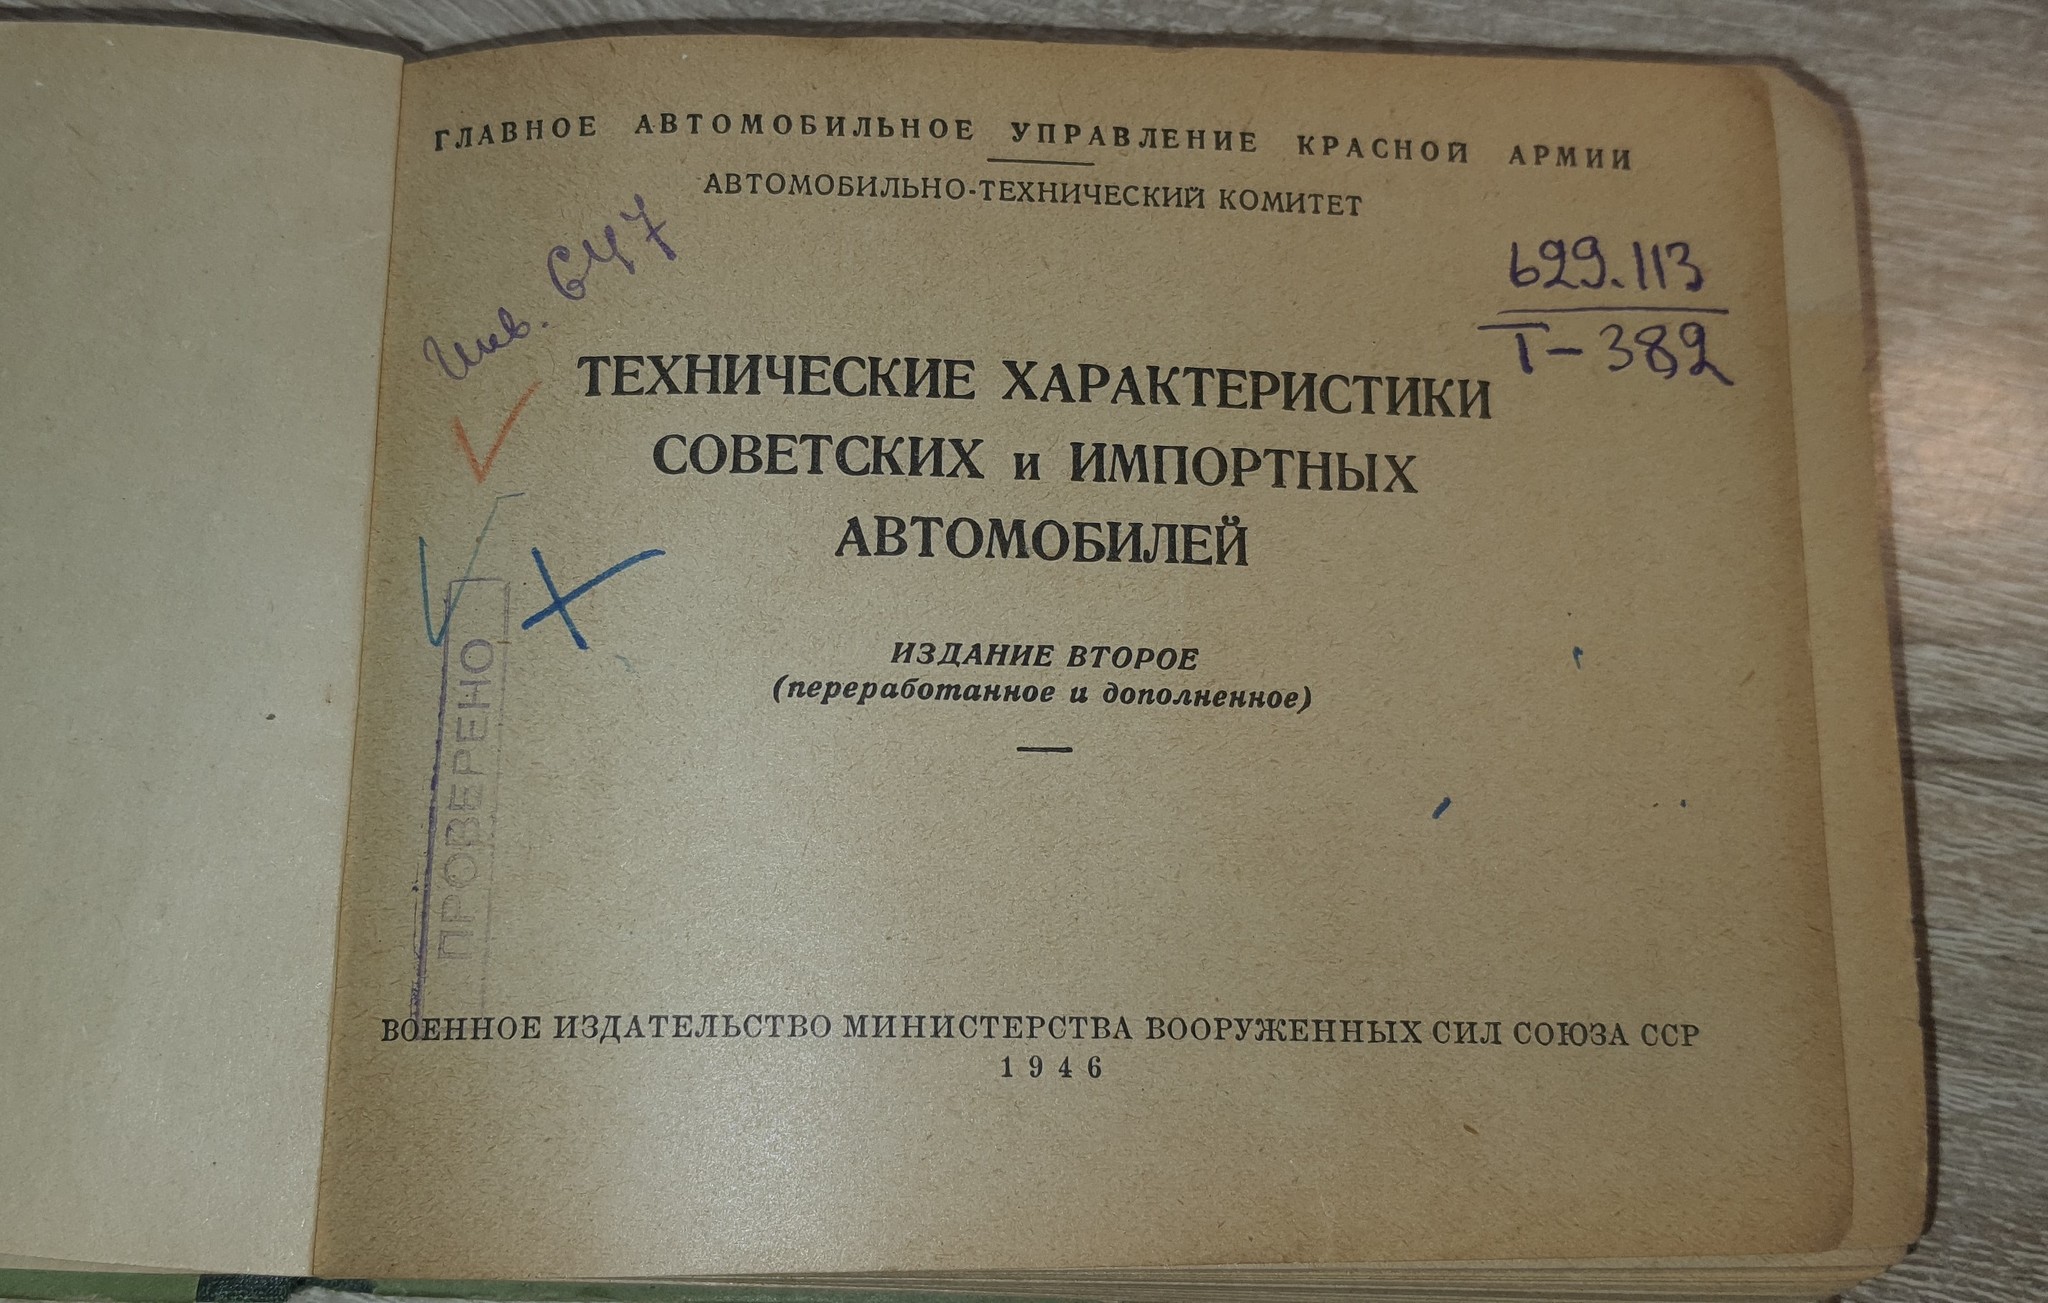 ГЛАВНОЕ АВТОМОБИЛЬНОЕ УПРАВЛЕНИЕ КРАСНОЙ АРМИИ
АВТОМОБИЛЬНО-ТЕХНИЧЕСКИЙ КОМИТЕТ
Инв. 647
629.113
Т-382
ТЕХНИЧЕСКИЕ ХАРАКТЕРИСТИКИ
СОВЕТСКИХ и ИМПОРТНЫХ
АВТОМОБИЛЕЙ
ИЗДАНИЕ ВТОРОЕ
(переработанное и дополненное)
ПРОВЕРЕНО
ВОЕННОЕ ИЗДАТЕЛЬСТВО МИНИСТЕРСТВА ВООРУЖЕННЫХ СИЛ СОЮЗА ССР
1946